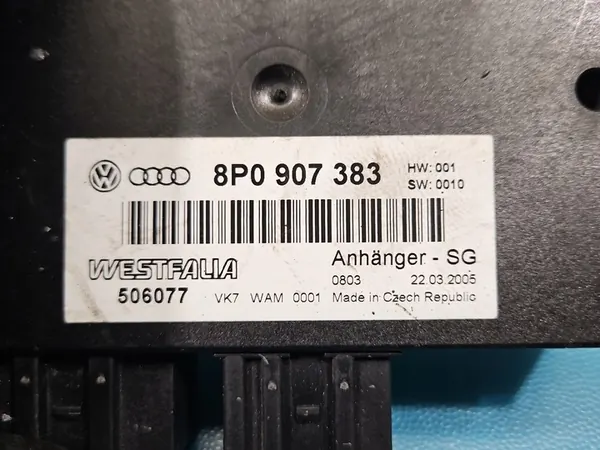 8P0 907 383
HW: 001
SW: 0010
WESTFALIA
Anhänger - SG
506077
0803 22.03.2005
VK7 WAM 0001 Made in Czech Republic